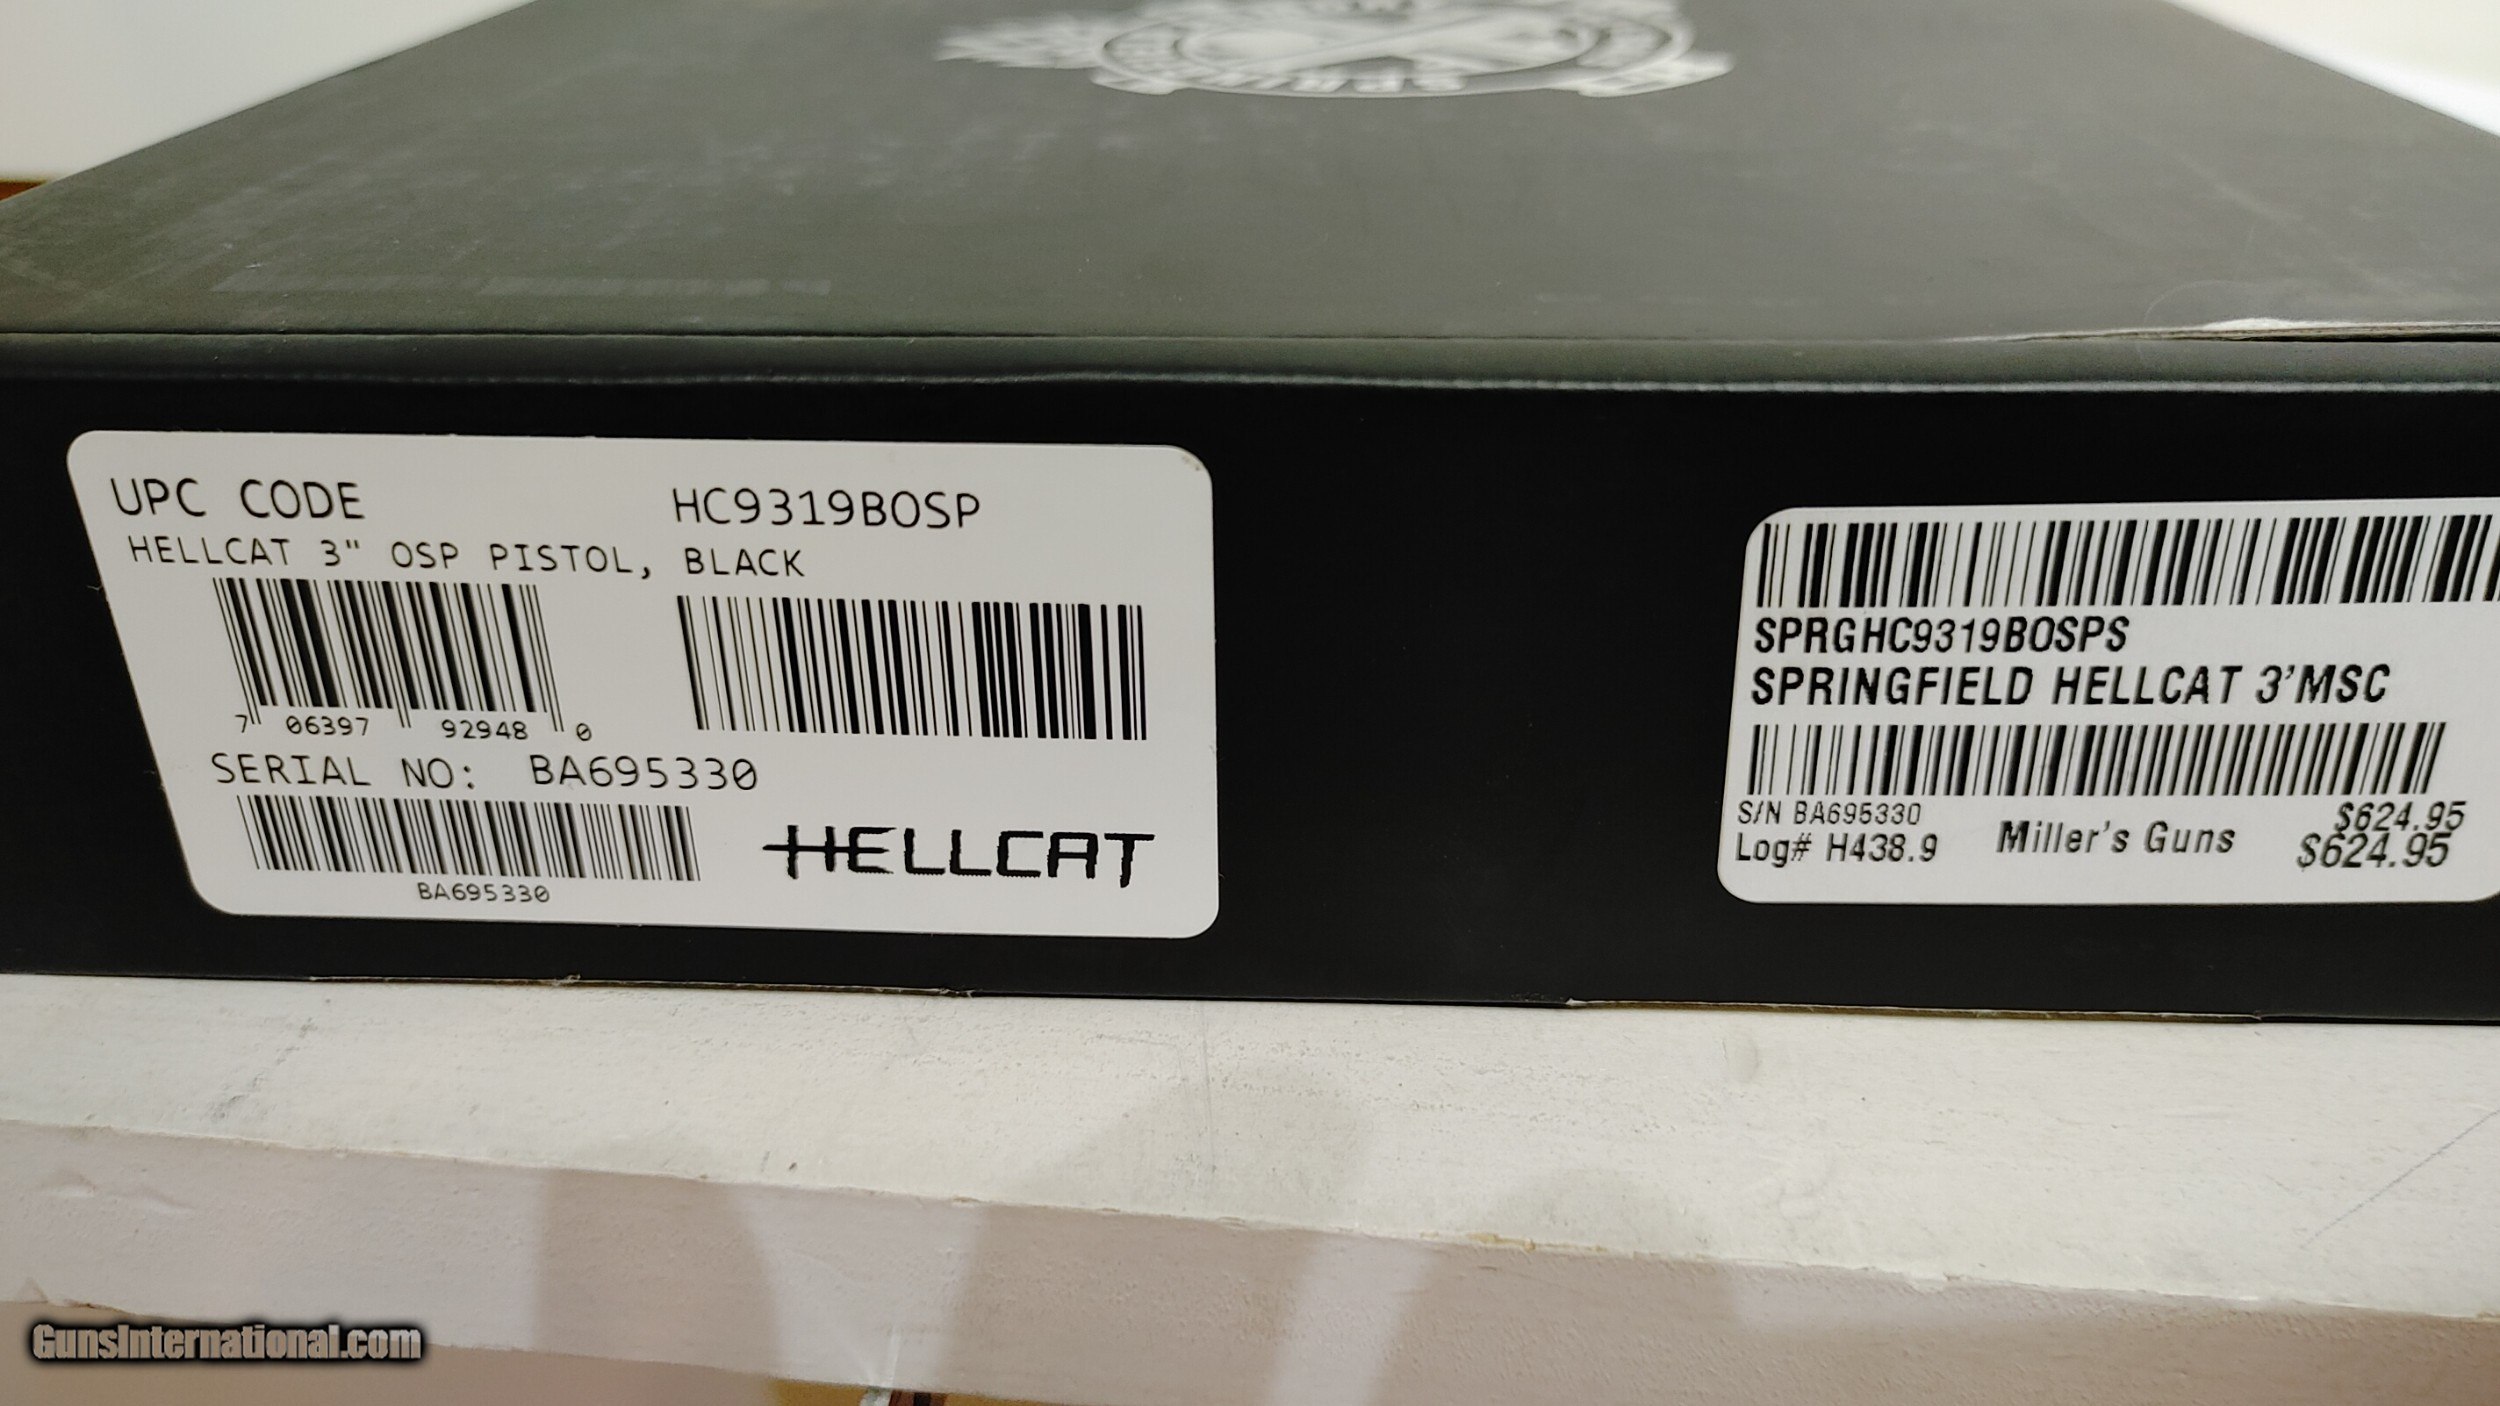 SPRIN
UPC CODE
HC9319BOSP
HELLCAT 3" OSP PISTOL, BLACK
7 06397 92948 0
SERIAL NO: BA695330
BA695330
HELLCAT
SPRGHC9319BOSPS
SPRINGFIELD HELLCAT 3'MSC
S/N BA695330
$624.95
Log# H438.9
Miller's Guns
$624.95
GunsInternational.com